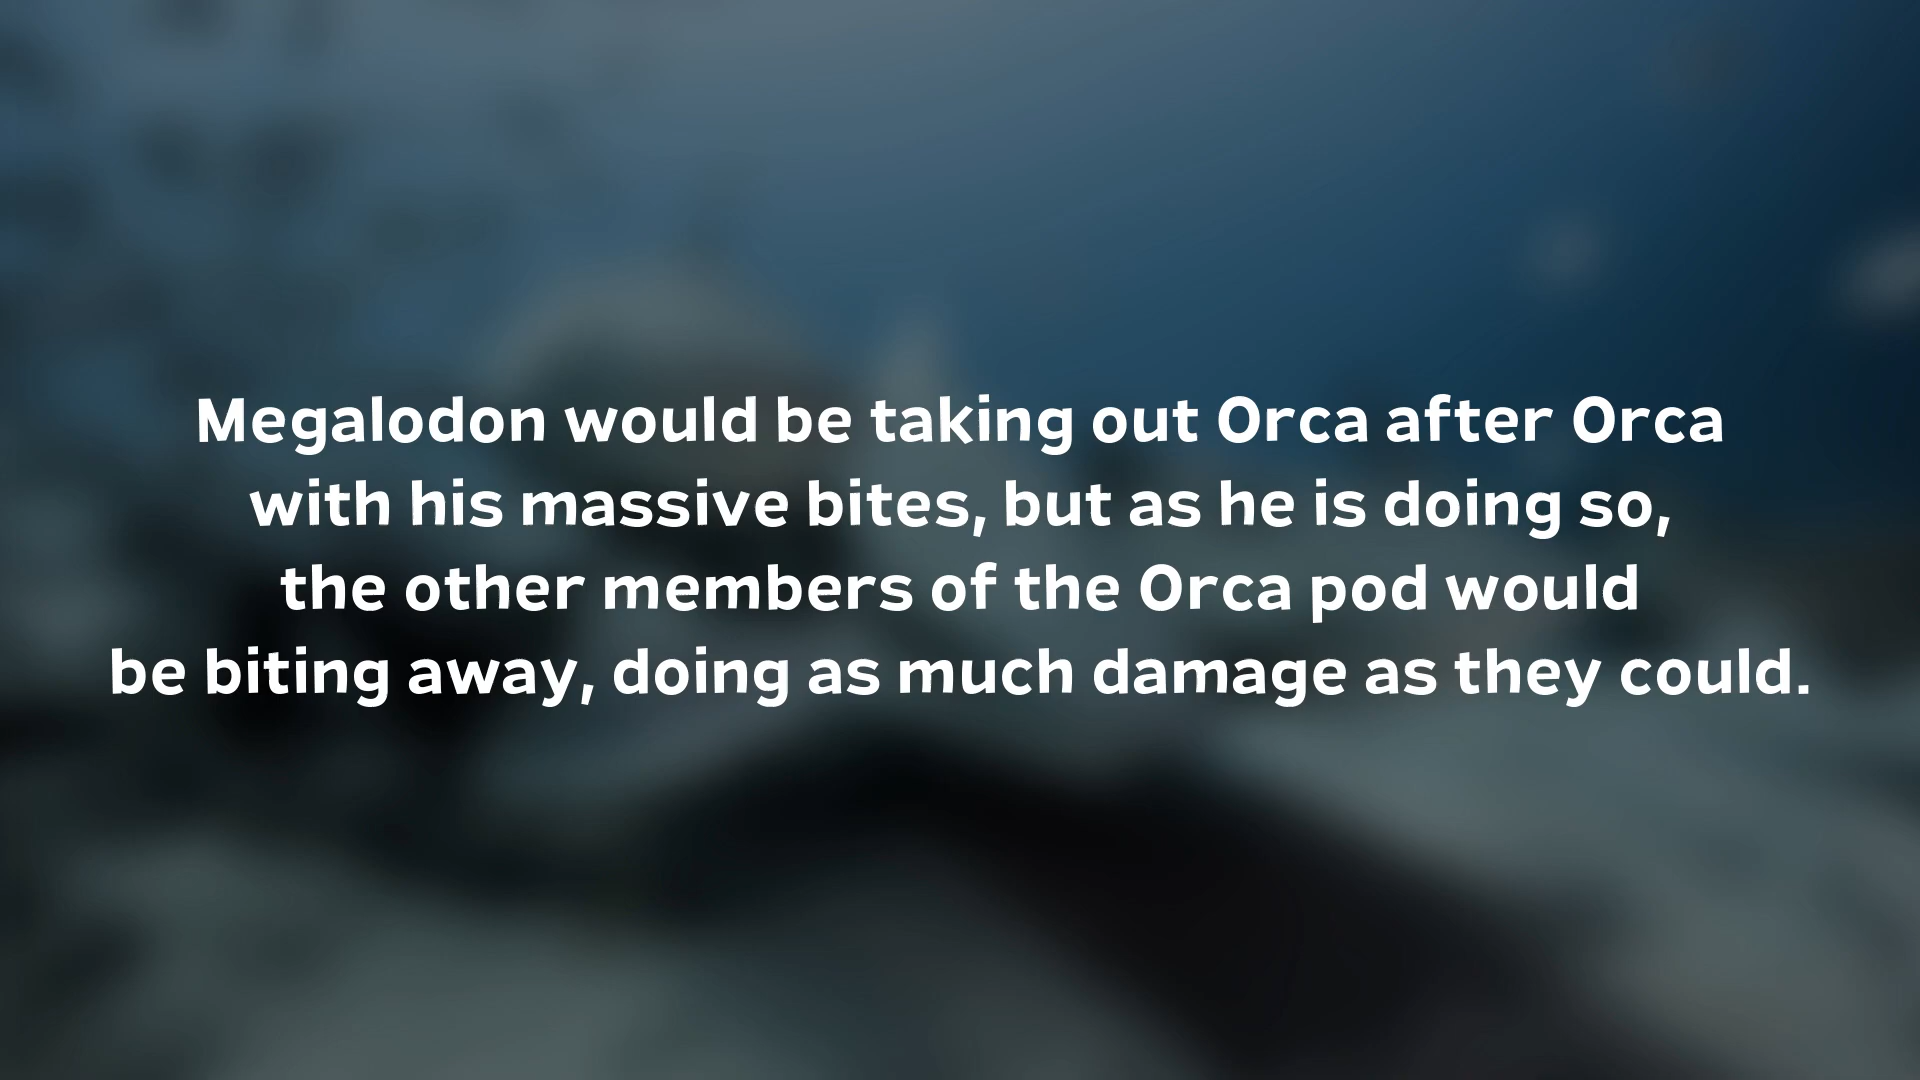 Megalodon would be taking out Orca after Orca
with his massive bites, but as he is doing so,
the other members of the Orca pod would
be biting away, doing as much damage as they could.